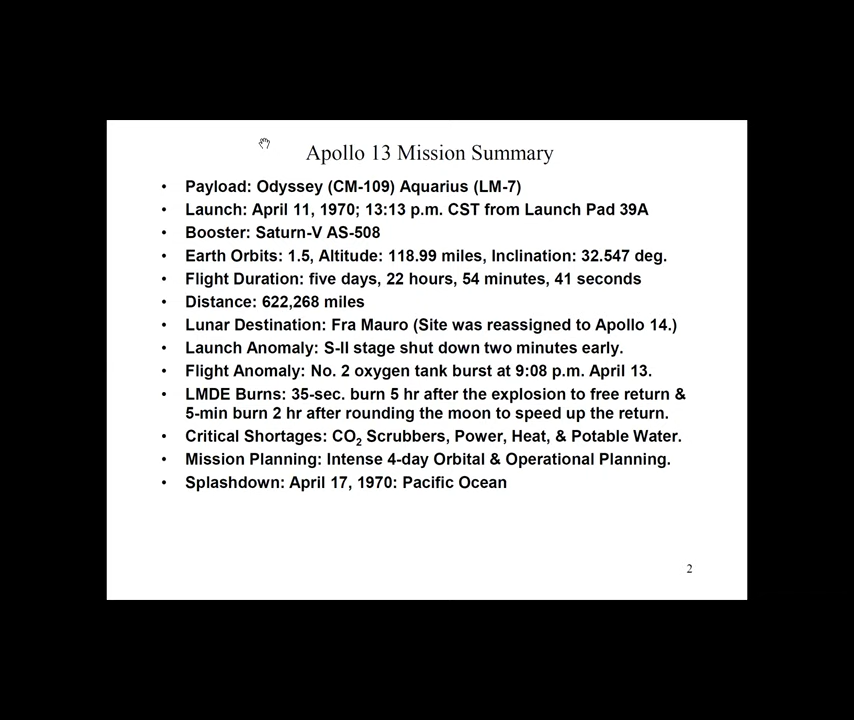 Apollo 13 Mission Summary
• Payload: Odyssey (CM-109) Aquarius (LM-7)
• Launch: April 11, 1970; 13:13 p.m. CST from Launch Pad 39A
• Booster: Saturn-V AS-508
• Earth Orbits: 1.5, Altitude: 118.99 miles, Inclination: 32.547 deg.
• Flight Duration: five days, 22 hours, 54 minutes, 41 seconds
• Distance: 622,268 miles
• Lunar Destination: Fra Mauro (Site was reassigned to Apollo 14.)
• Launch Anomaly: S-II stage shut down two minutes early.
• Flight Anomaly: No. 2 oxygen tank burst at 9:08 p.m. April 13.
• LMDE Burns: 35-sec. burn 5 hr after the explosion to free return &
5-min burn 2 hr after rounding the moon to speed up the return.
• Critical Shortages: CO₂ Scrubbers, Power, Heat, & Potable Water.
• Mission Planning: Intense 4-day Orbital & Operational Planning.
• Splashdown: April 17, 1970: Pacific Ocean
2